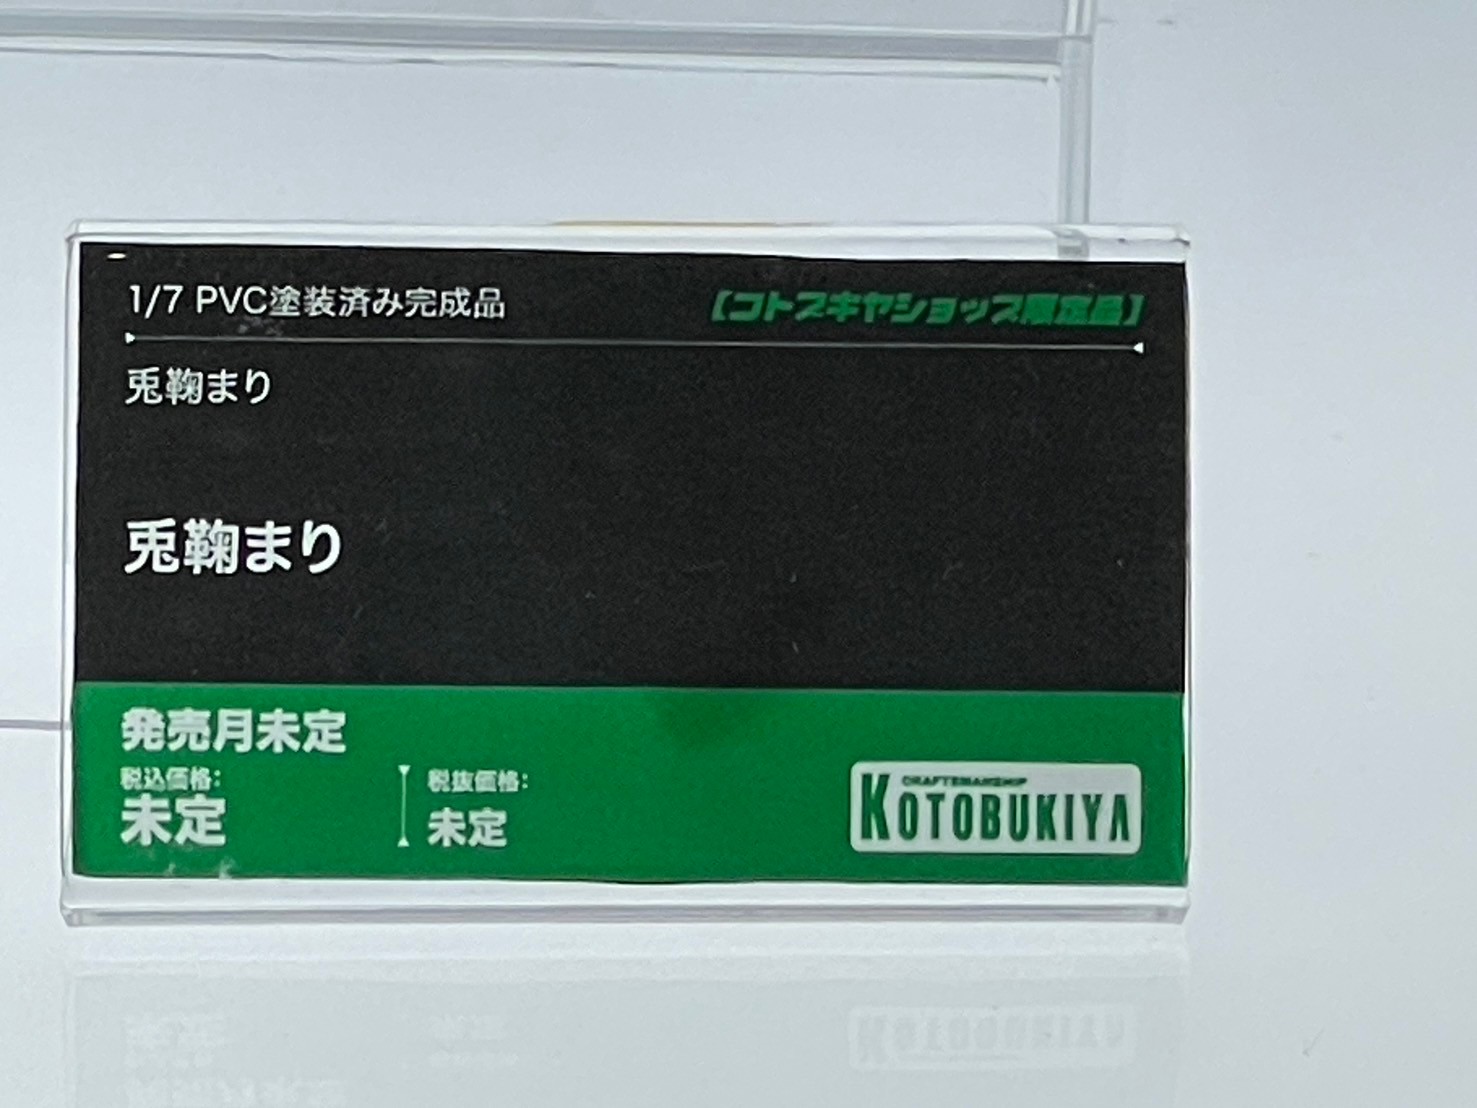 1/7 PVC塗装済み完成品
【コトブキヤショップ限定品】
兎鞠まり
兎鞠まり
発売月未定
税込価格:
未定
税抜価格:
未定
CRAFTSMANSHIP
KOTOBUKIYA